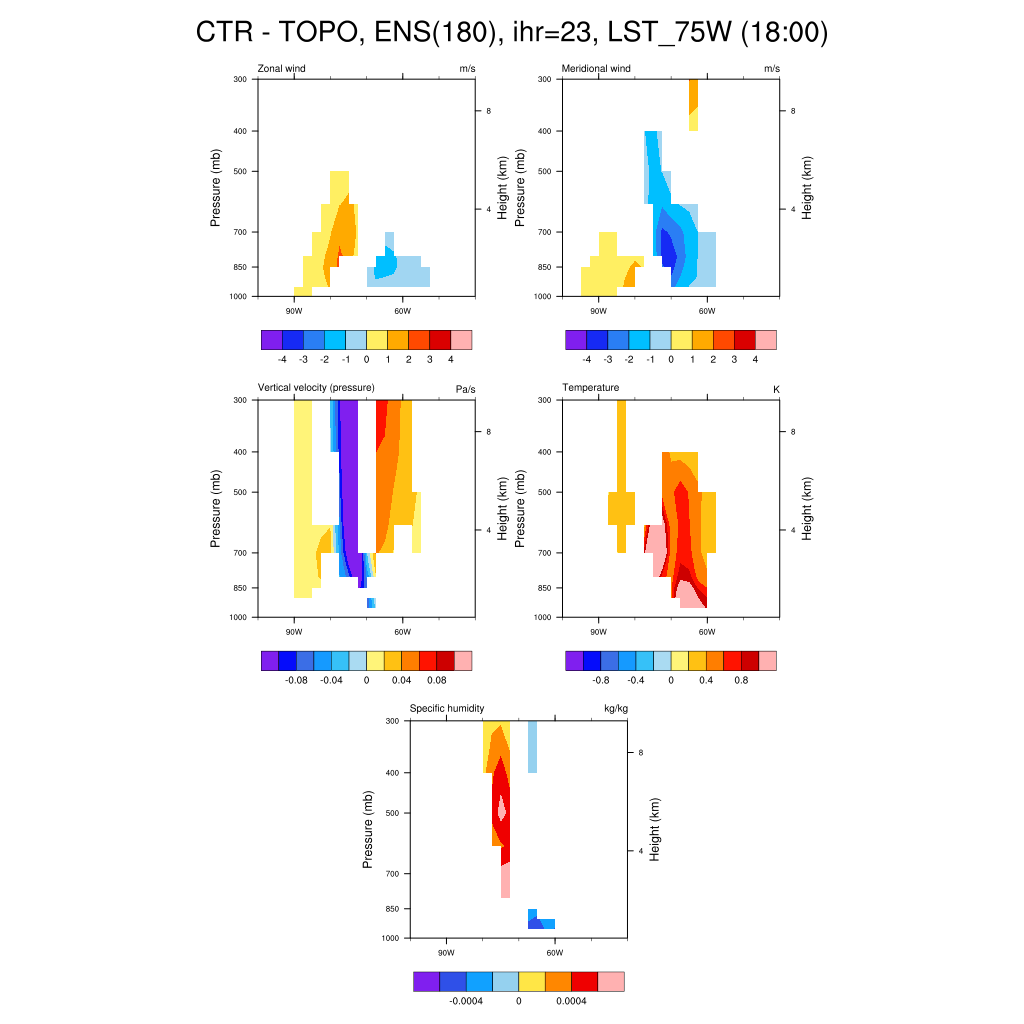 CTR - TOPO, ENS(180), ihr=23, LST_75W (18:00)
Zonal wind m/s
300
400
500
700
850
1000
Pressure (mb)
8
4
Height (km)
90W 60W
-4 -3 -2 -1 0 1 2 3 4
Meridional wind m/s
300
400
500
700
850
1000
Pressure (mb)
8
4
Height (km)
90W 60W
-4 -3 -2 -1 0 1 2 3 4
Vertical velocity (pressure) Pa/s
300
400
500
700
850
1000
Pressure (mb)
8
4
Height (km)
90W 60W
-0.08 -0.04 0 0.04 0.08
Temperature K
300
400
500
700
850
1000
Pressure (mb)
8
4
Height (km)
90W 60W
-0.8 -0.4 0 0.4 0.8
Specific humidity kg/kg
300
400
500
700
850
1000
Pressure (mb)
8
4
Height (km)
90W 60W
-0.0004 0 0.0004